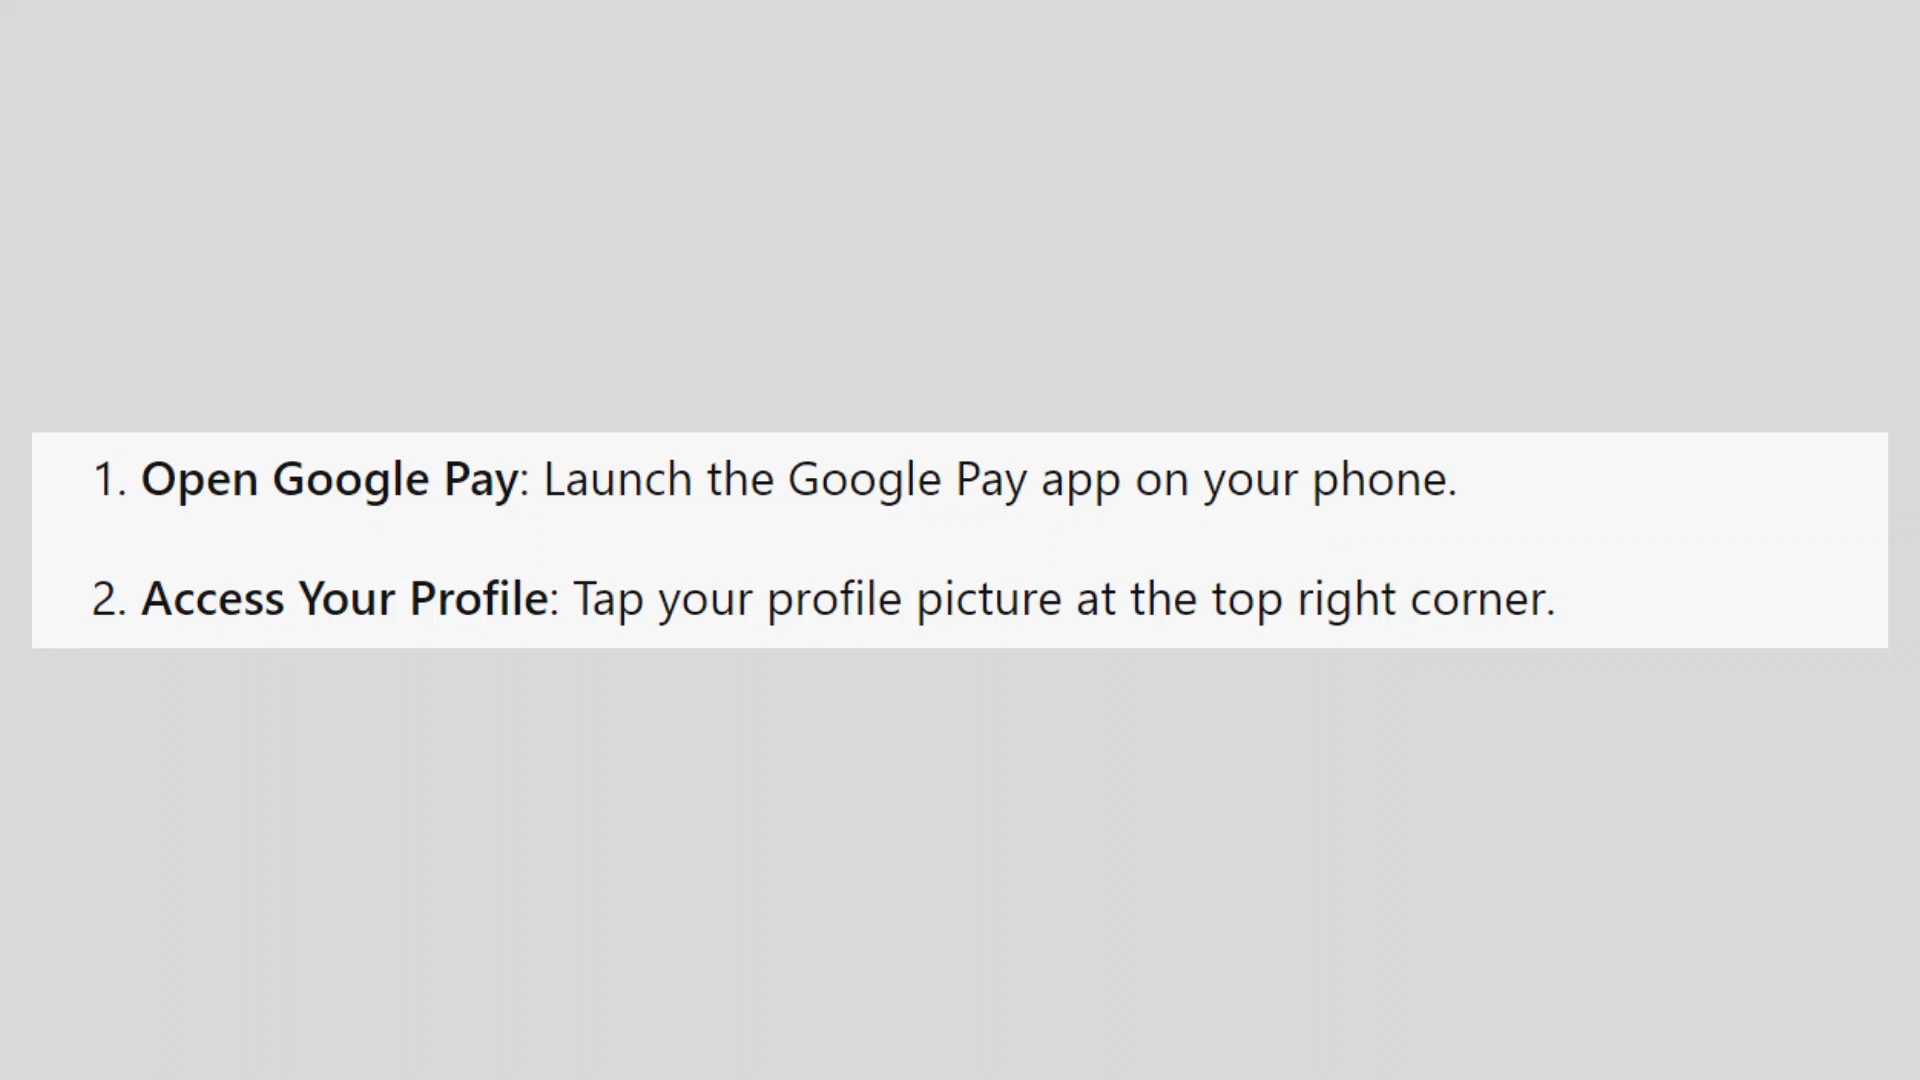 1. Open Google Pay: Launch the Google Pay app on your phone.
2. Access Your Profile: Tap your profile picture at the top right corner.